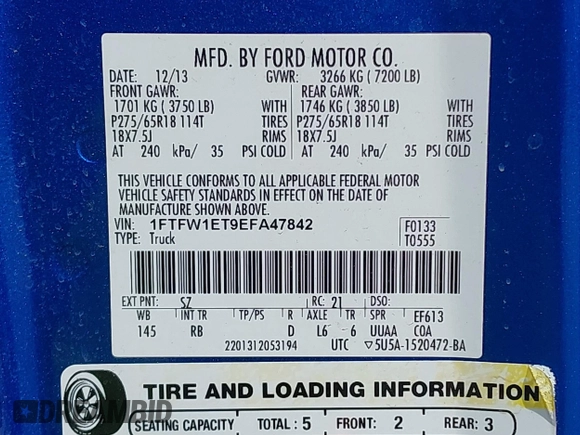 MFD. BY FORD MOTOR CO.
DATE: 12/13 GVWR: 3266 KG ( 7200 LB)
FRONT GAWR: REAR GAWR:
1701 KG ( 3750 LB) WITH 1746 KG ( 3850 LB) WITH
P275/65R18 114T TIRES P275/65R18 114T TIRES
18X7.5J RIMS 18X7.5J RIMS
AT 240 kPa/ 35 PSI COLD AT 240 kPa/ 35 PSI COLD
THIS VEHICLE CONFORMS TO ALL APPLICABLE FEDERAL MOTOR
VEHICLE SAFETY STANDARDS IN EFFECT ON THE DATE OF
MANUFACTURE SHOWN ABOVE.
VIN: 1FTFW1ET9EFA47842 F0133
TYPE: Truck T0555
EXT PNT: SZ RC: 21 DSO:
WB INT TR TP/PS R AXLE TR SPR EF613
145 RB D L6 6 UUAA COA
2201312053194 UTC ▽5U5A-1520472-BA
TIRE AND LOADING INFORMATION
SEATING CAPACITY TOTAL : 5 FRONT: 2 REAR: 3
DREAMBID